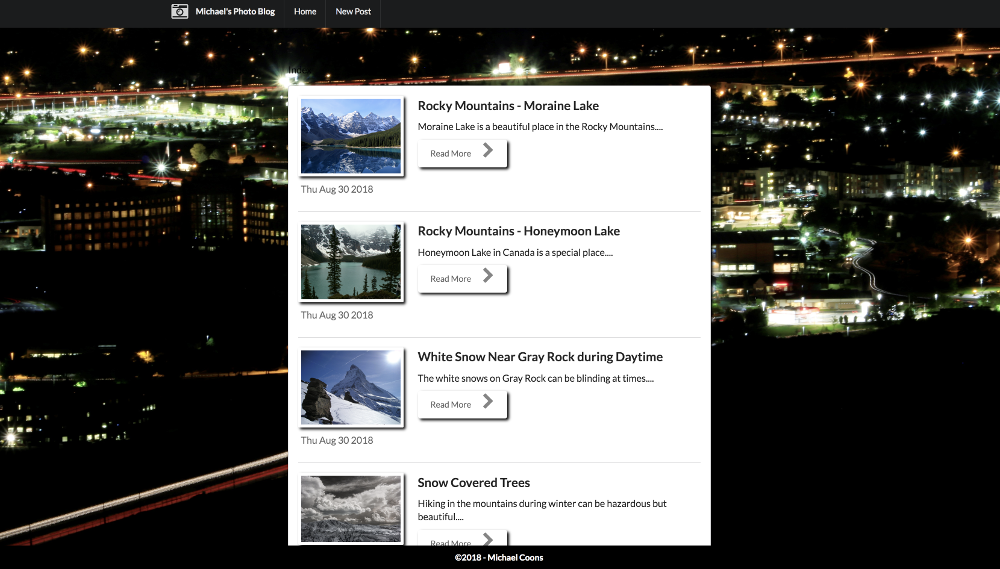 Michael's Photo Blog Home New Post
Rocky Mountains - Moraine Lake
Moraine Lake is a beautiful place in the Rocky Mountains....
Read More
Thu Aug 30 2018
Rocky Mountains - Honeymoon Lake
Honeymoon Lake in Canada is a special place....
Read More
Thu Aug 30 2018
White Snow Near Gray Rock during Daytime
The white snows on Gray Rock can be blinding at times....
Read More
Thu Aug 30 2018
Snow Covered Trees
Hiking in the mountains during winter can be hazardous but
beautiful....
Read More
©2018 - Michael Coons